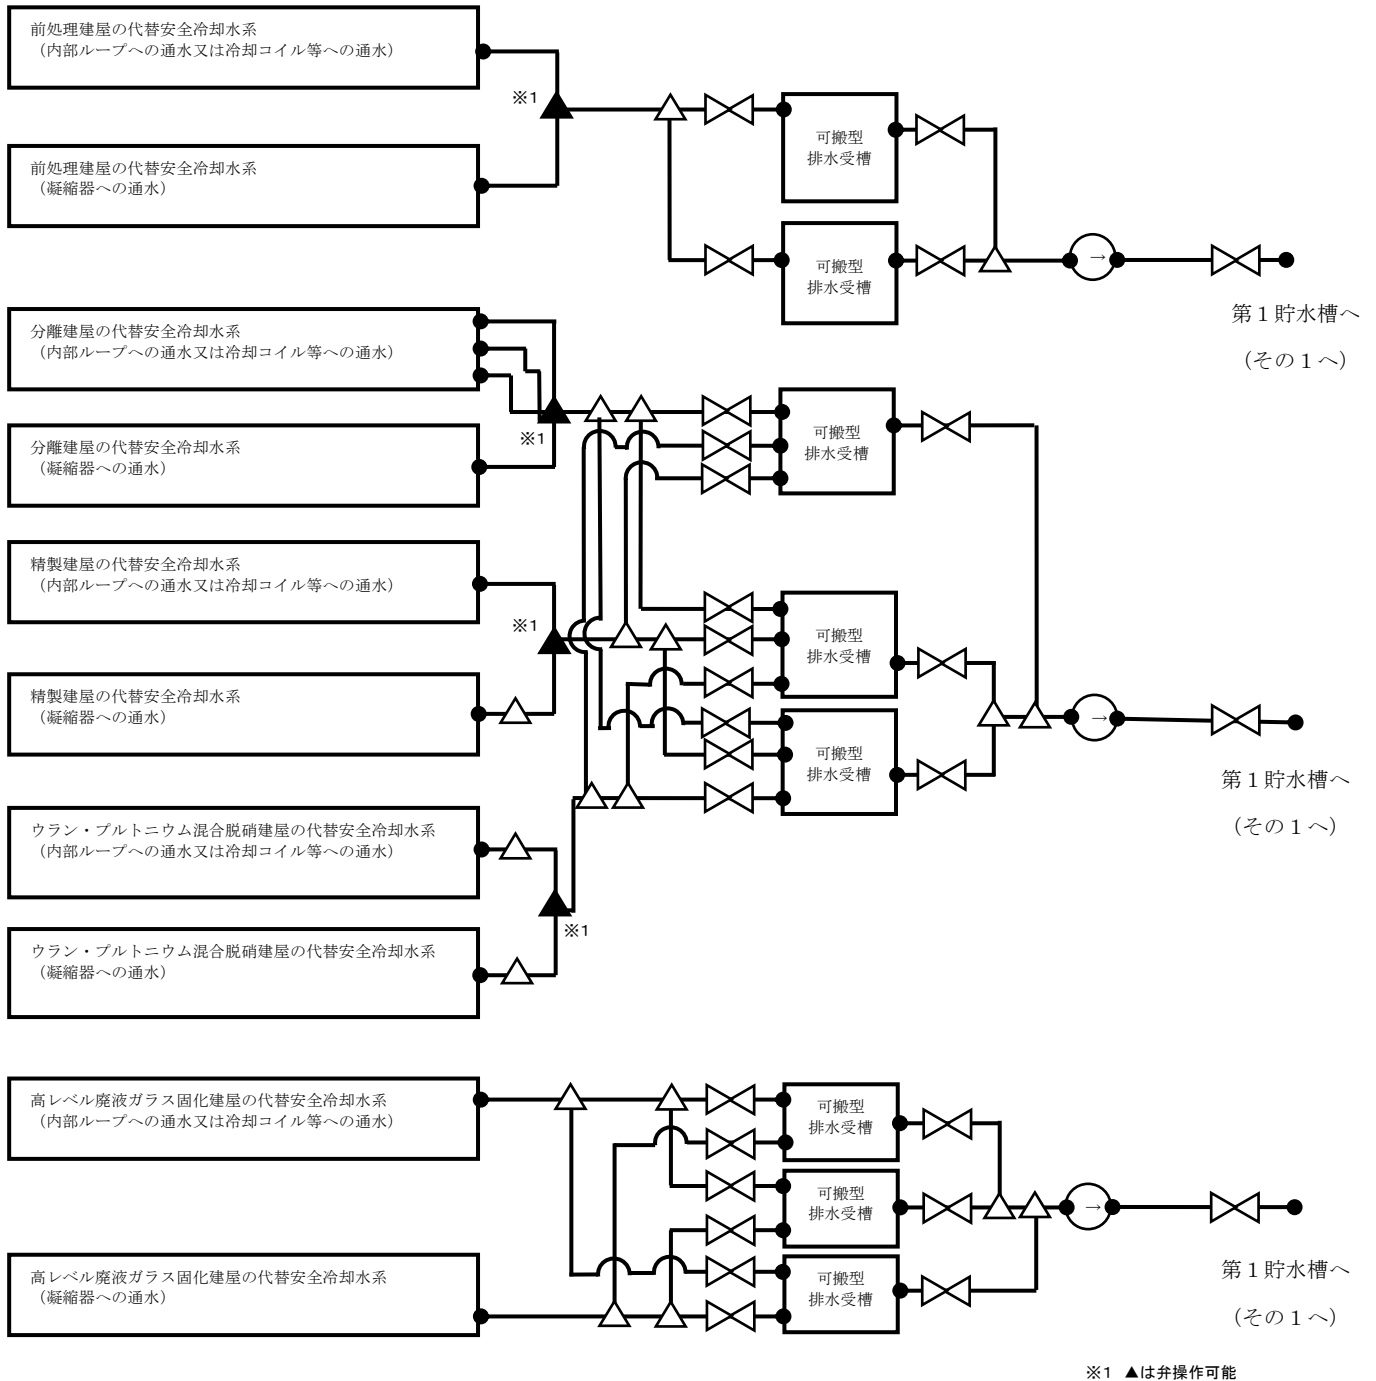 前処理建屋の代替安全冷却水系
（内部ループへの通水又は冷却コイル等への通水）
※1
前処理建屋の代替安全冷却水系
（凝縮器への通水）
可搬型
排水受槽
可搬型
排水受槽
→
第１貯水槽へ
（その１へ）
分離建屋の代替安全冷却水系
（内部ループへの通水又は冷却コイル等への通水）
※1
分離建屋の代替安全冷却水系
（凝縮器への通水）
可搬型
排水受槽
精製建屋の代替安全冷却水系
（内部ループへの通水又は冷却コイル等への通水）
※1
精製建屋の代替安全冷却水系
（凝縮器への通水）
可搬型
排水受槽
可搬型
排水受槽
→
第１貯水槽へ
（その１へ）
ウラン・プルトニウム混合脱硝建屋の代替安全冷却水系
（内部ループへの通水又は冷却コイル等への通水）
※1
ウラン・プルトニウム混合脱硝建屋の代替安全冷却水系
（凝縮器への通水）
高レベル廃液ガラス固化建屋の代替安全冷却水系
（内部ループへの通水又は冷却コイル等への通水）
可搬型
排水受槽
可搬型
排水受槽
→
高レベル廃液ガラス固化建屋の代替安全冷却水系
（凝縮器への通水）
可搬型
排水受槽
第１貯水槽へ
（その１へ）
※1 ▲は弁操作可能